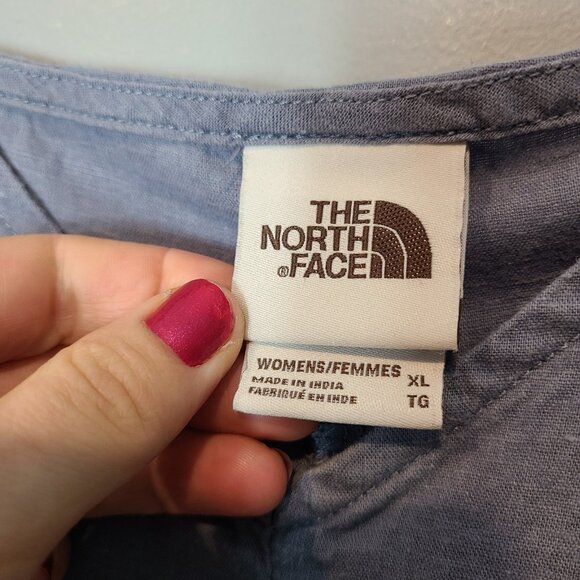 THE
NORTH
®FACE
WOMENS/FEMMES
MADE IN INDIA XL
FABRIQUÉ EN INDE TG